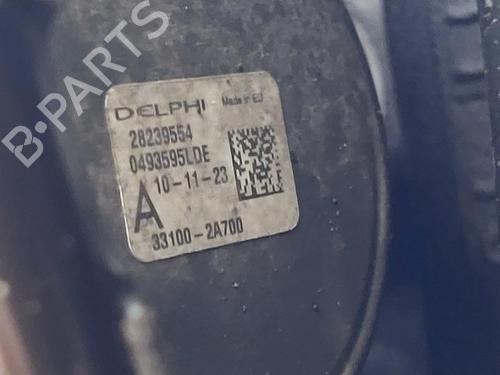 B-PARTS
DELPHI Made in EU
28239554
0493595LDE
10-11-23
A
33100-2A700